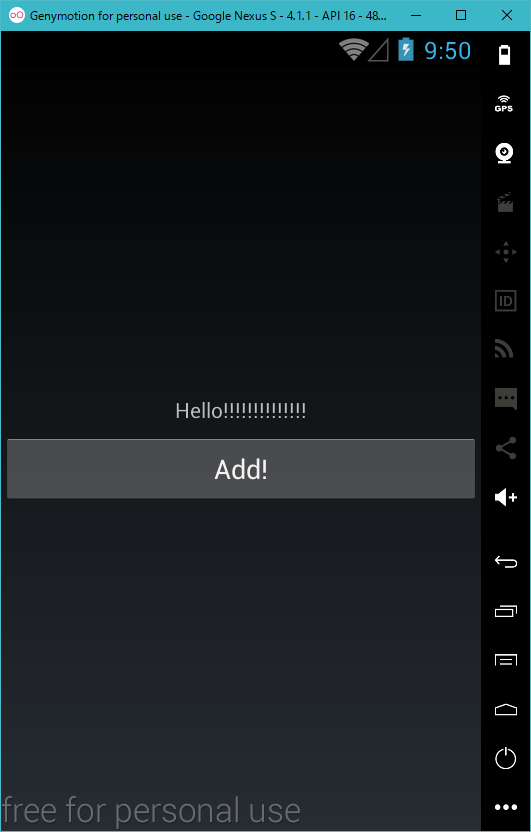 Genymotion for personal use - Google Nexus S - 4.1.1 - API 16 - 48...
9:50
GPS
ID
Hello!!!!!!!!!!!!!!
Add!
free for personal use